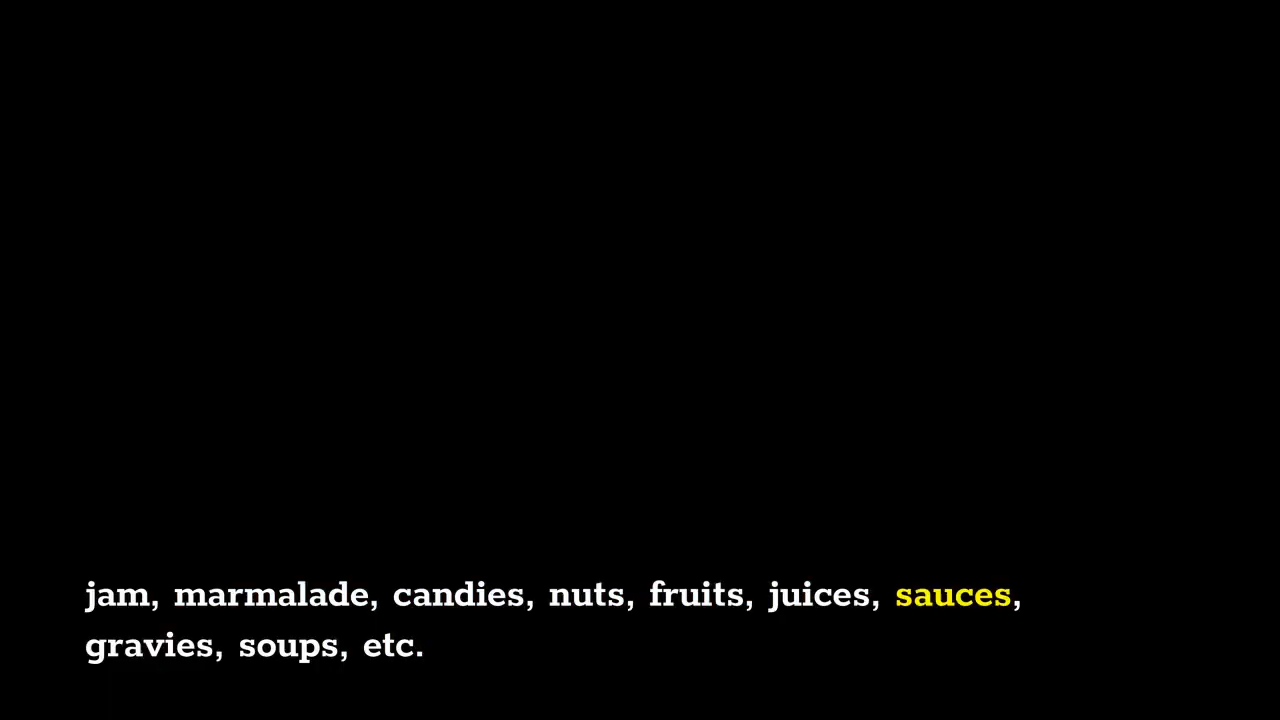 jam, marmalade, candies, nuts, fruits, juices, sauces,
gravies, soups, etc.